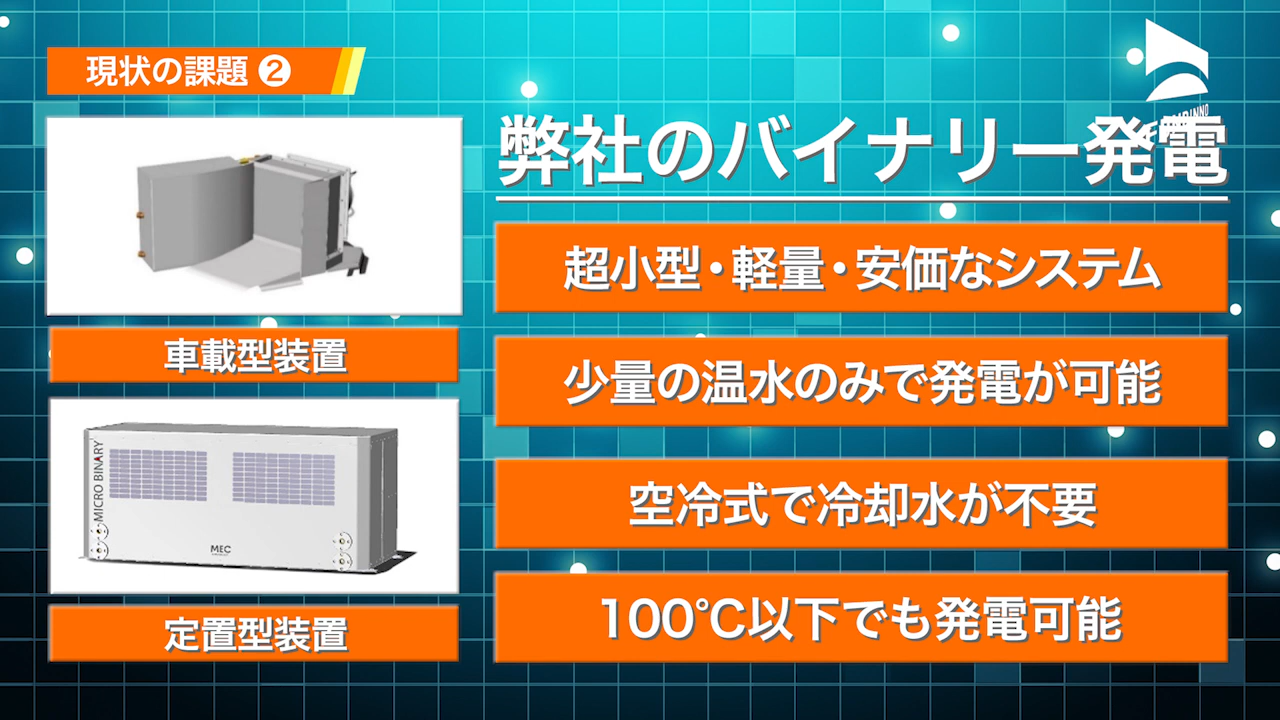 現状の課題❷
弊社のバイナリー発電
超小型・軽量・安価なシステム
車載型装置
少量の温水のみで発電が可能
MICRO BINARY
MEC
空冷式で冷却水が不要
定置型装置
100℃以下でも発電可能